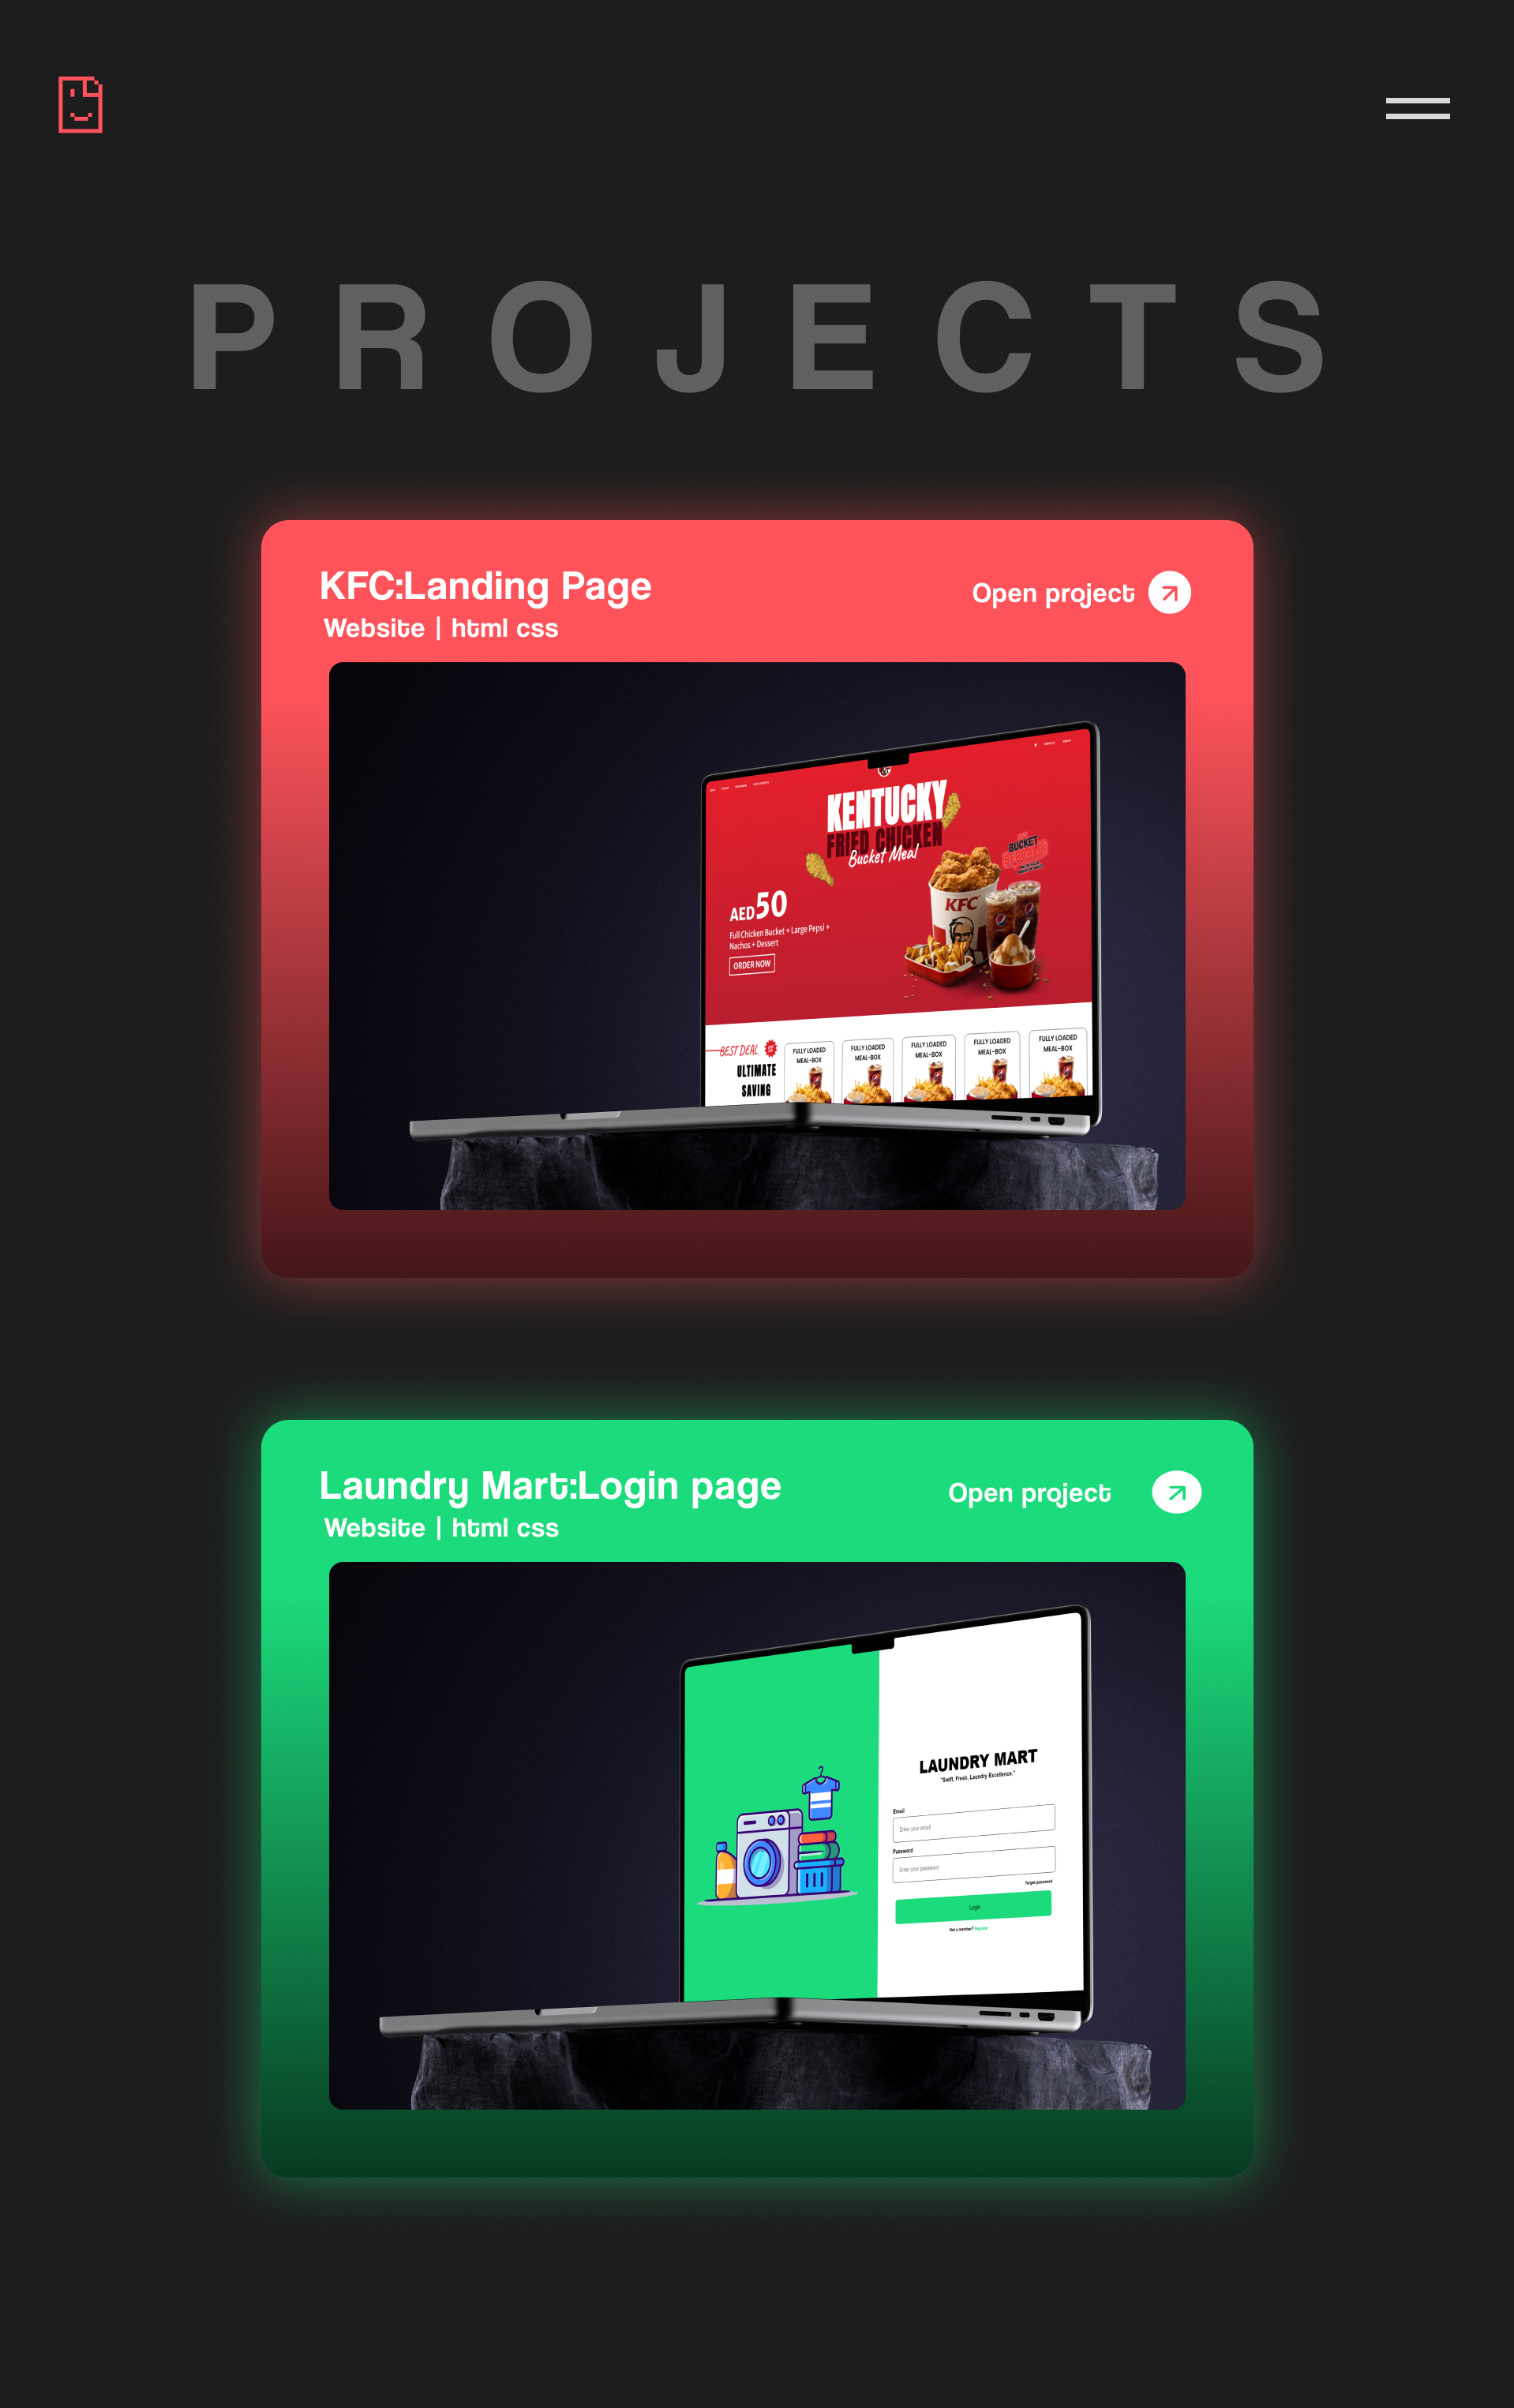 PROJECTS
KFC:Landing Page
Open project
Website | html css
KENTUCKY
FRIED CHICKEN
Bucket Meal
BUCKET
KFC
AED50
Full Chicken Bucket + Large Pepsi +
Nachos + Dessert
ORDER NOW
BEST DEAL
ULTIMATE
SAVING
FULLY LOADED
MEAL-BOX
FULLY LOADED
MEAL-BOX
FULLY LOADED
MEAL-BOX
FULLY LOADED
MEAL-BOX
FULLY LOADED
MEAL-BOX
Laundry Mart:Login page
Open project
Website | html css
LAUNDRY MART
"Swift, Fresh, Laundry Excellence."
Email
Enter your email
Password
Enter your password
Forget password
Login
Not a member? Register